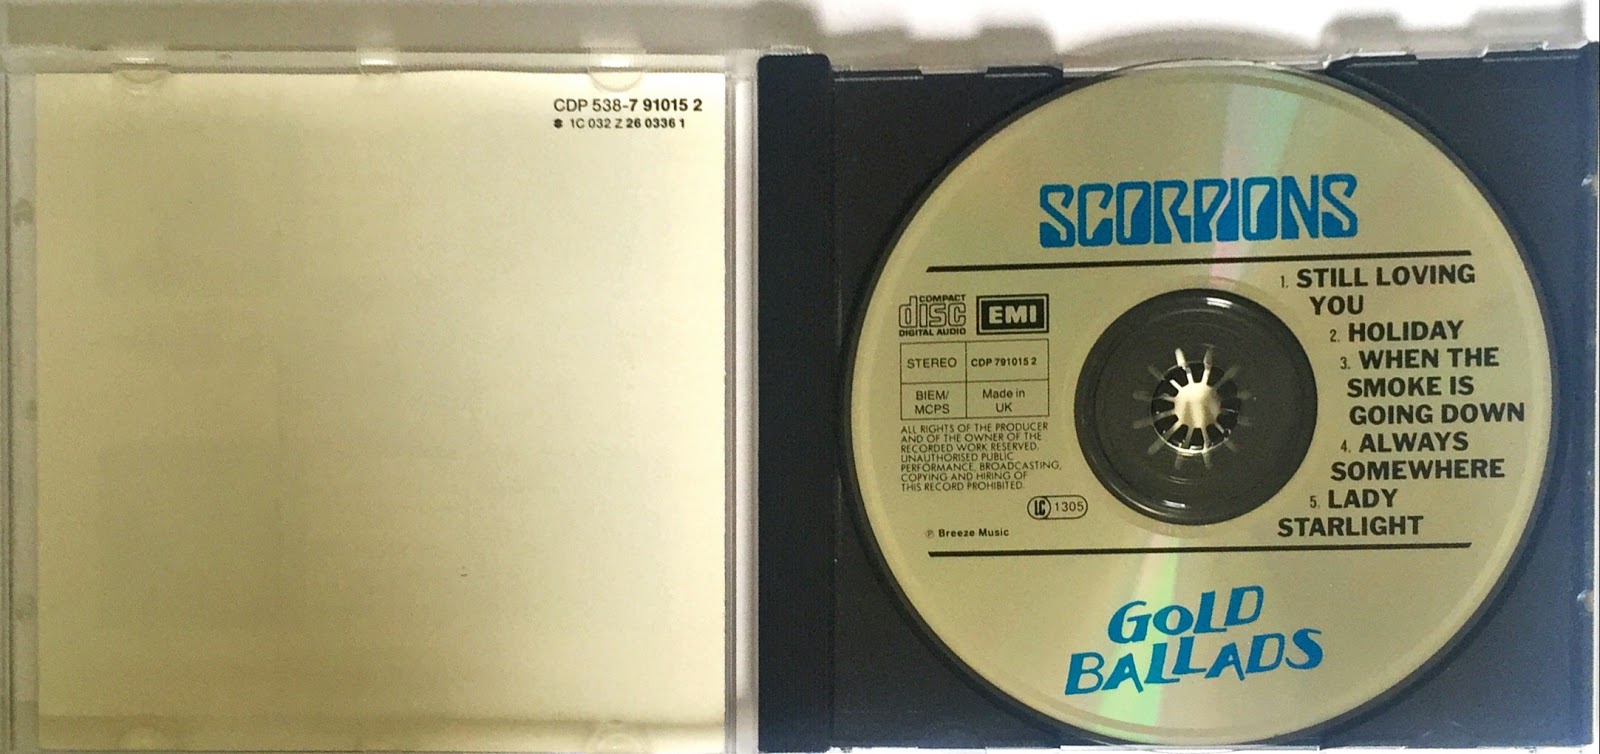 CDP 538-7 91015 2
1C 032 Z 26 0336 1
SCORPIONS
COMPACT
disc
DIGITAL AUDIO
EMI
STEREO
CDP 791015 2
BIEM/
MCPS
Made in
UK
ALL RIGHTS OF THE PRODUCER
AND OF THE OWNER OF THE
RECORDED WORK RESERVED.
UNAUTHORISED PUBLIC
PERFORMANCE, BROADCASTING,
COPYING AND HIRING OF
THIS RECORD PROHIBITED.
LC 1305
℗ Breeze Music
1. STILL LOVING
YOU
2. HOLIDAY
3. WHEN THE
SMOKE IS
GOING DOWN
4. ALWAYS
SOMEWHERE
5. LADY
STARLIGHT
GOLD
BALLADS